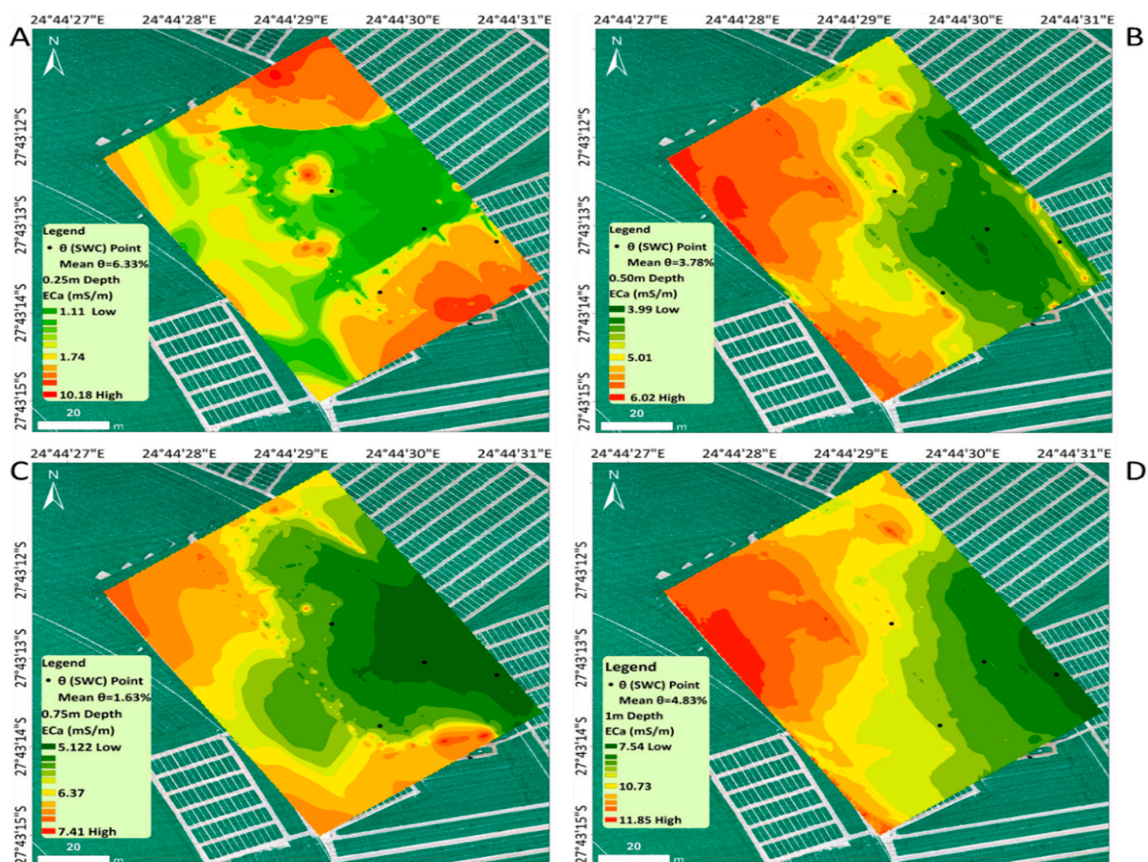 24°44'27"E 24°44'28" 24°44'29" 24°44'30" 24°44'31"E
A
N
27°43'12"S
27°43'13"S
27°43'14"S
27°43'15"S
Legend
θ (SWC) Point
Mean θ=6.33%
0.25m Depth
ECa (mS/m)
1.11 Low
1.74
10.18 High
20
m
24°44'27"E 24°44'28" 24°44'29" 24°44'30" 24°44'31"E
B
N
27°43'12"S
27°43'13"S
27°43'14"S
27°43'15"S
Legend
θ (SWC) Point
Mean θ=3.78%
0.50m Depth
ECa (mS/m)
3.99 Low
5.01
6.02 High
20
m
24°44'27"E 24°44'28" 24°44'29" 24°44'30" 24°44'31"E
C
N
27°43'12"S
27°43'13"S
27°43'14"S
27°43'15"S
Legend
θ (SWC) Point
Mean θ=1.63%
0.75m Depth
ECa (mS/m)
5.122 Low
6.37
7.41 High
20
m
24°44'27"E 24°44'28" 24°44'29" 24°44'30" 24°44'31"E
D
N
27°43'12"S
27°43'13"S
27°43'14"S
27°43'15"S
Legend
θ (SWC) Point
Mean θ=4.83%
1m Depth
ECa (mS/m)
7.54 Low
10.73
11.85 High
20
m